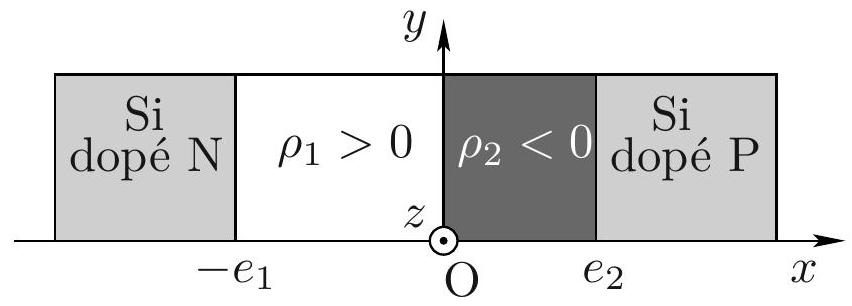 y
Si
dopé N
ρ₁ > 0
ρ₂ < 0
Si
dopé P
z
−e₁
O
e₂
x